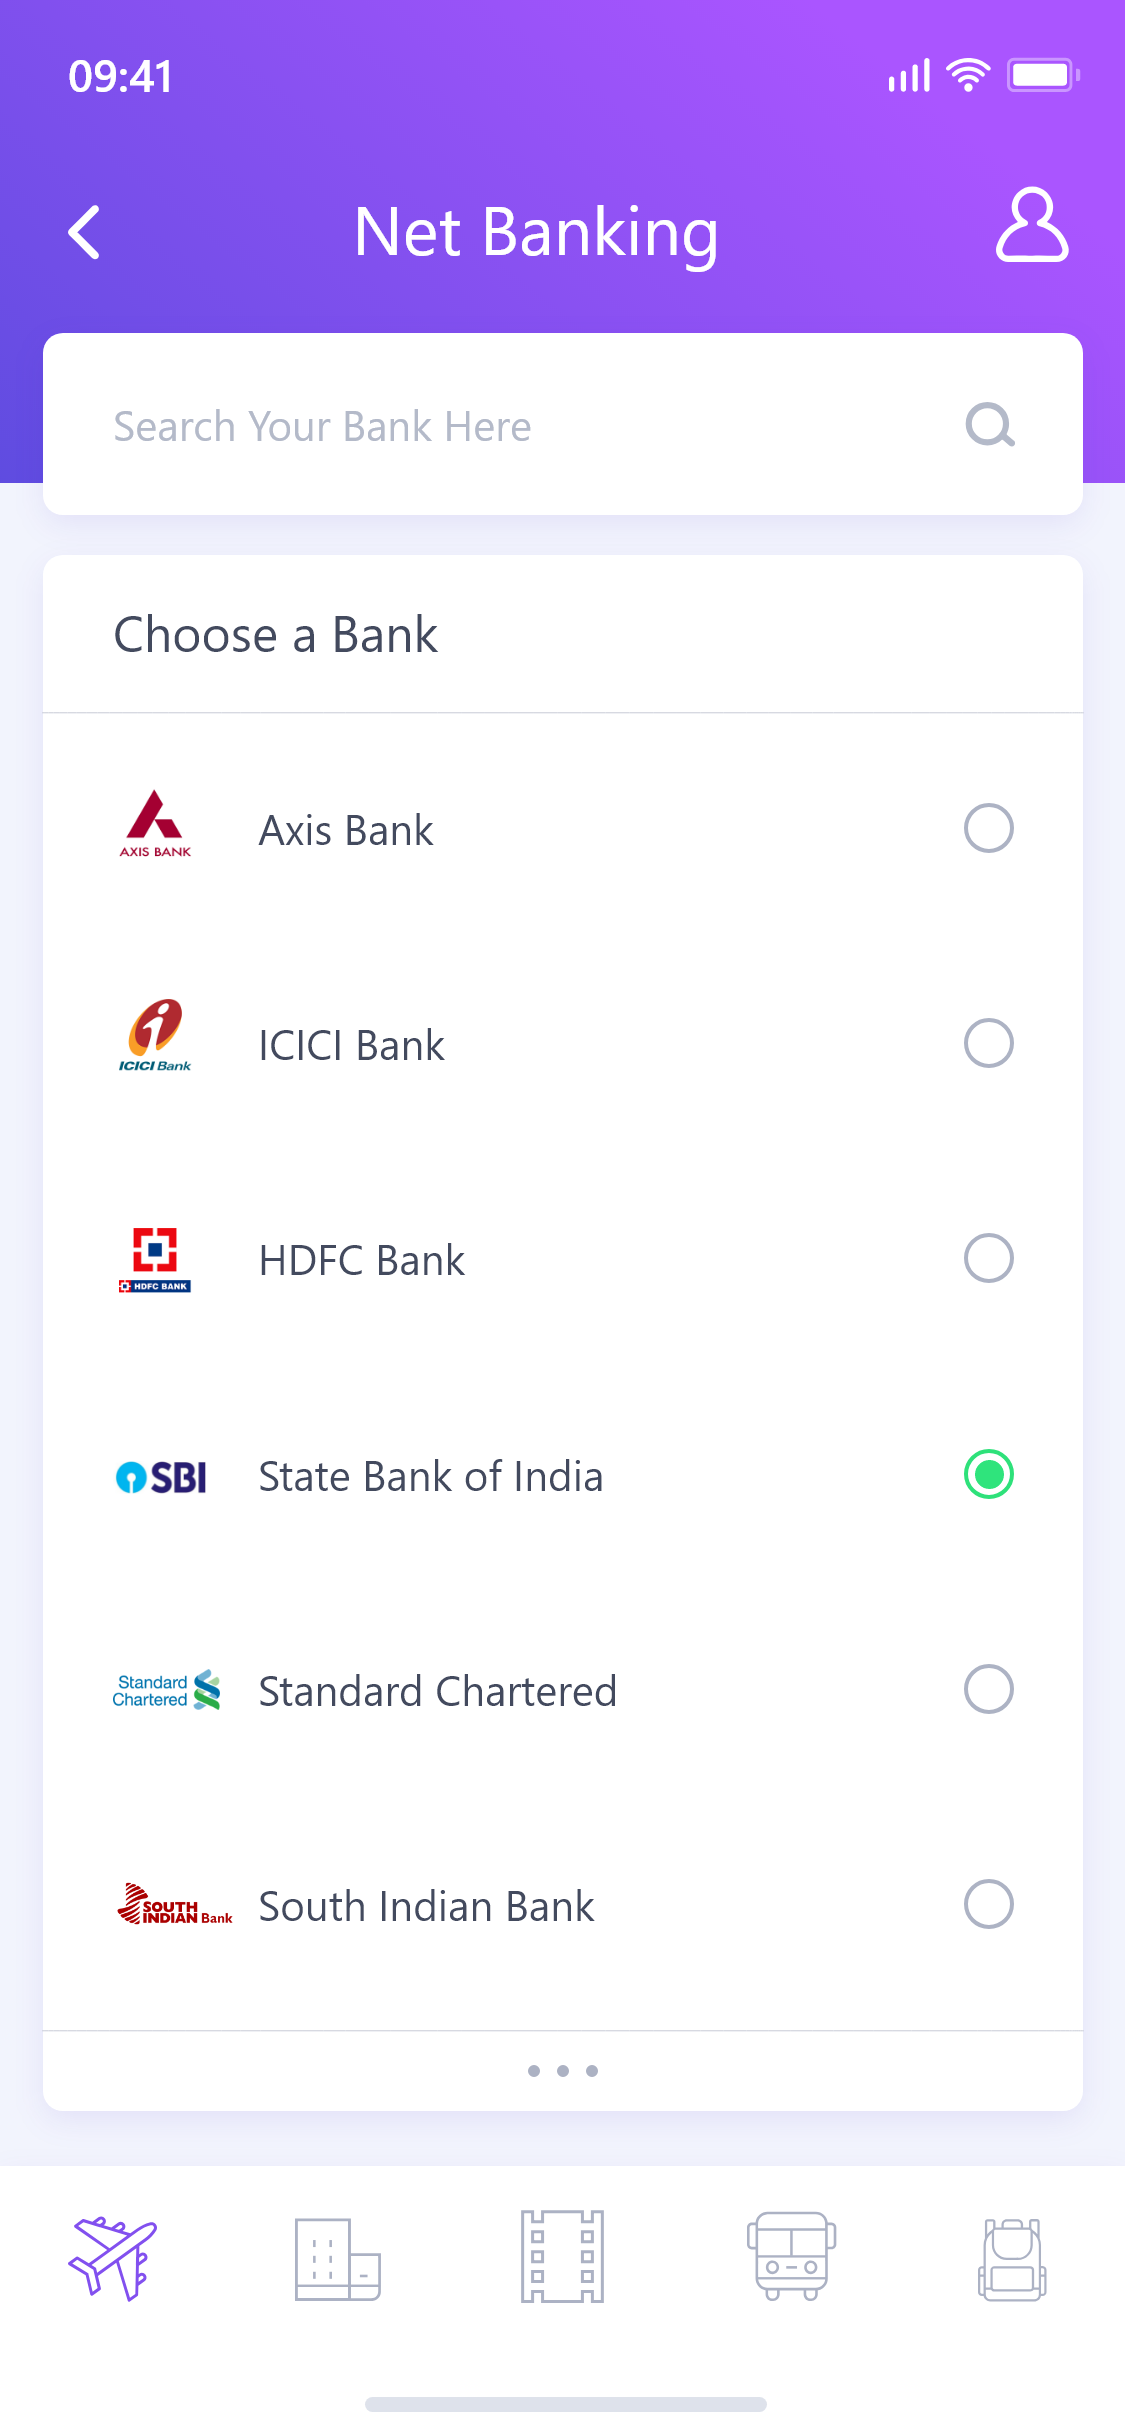 09:41
Net Banking
Search Your Bank Here
Choose a Bank
AXIS BANK
Axis Bank
ICICI Bank
ICICI Bank
HDFC BANK
HDFC Bank
SBI
State Bank of India
Standard
Chartered
Standard Chartered
SOUTH
INDIAN Bank
South Indian Bank